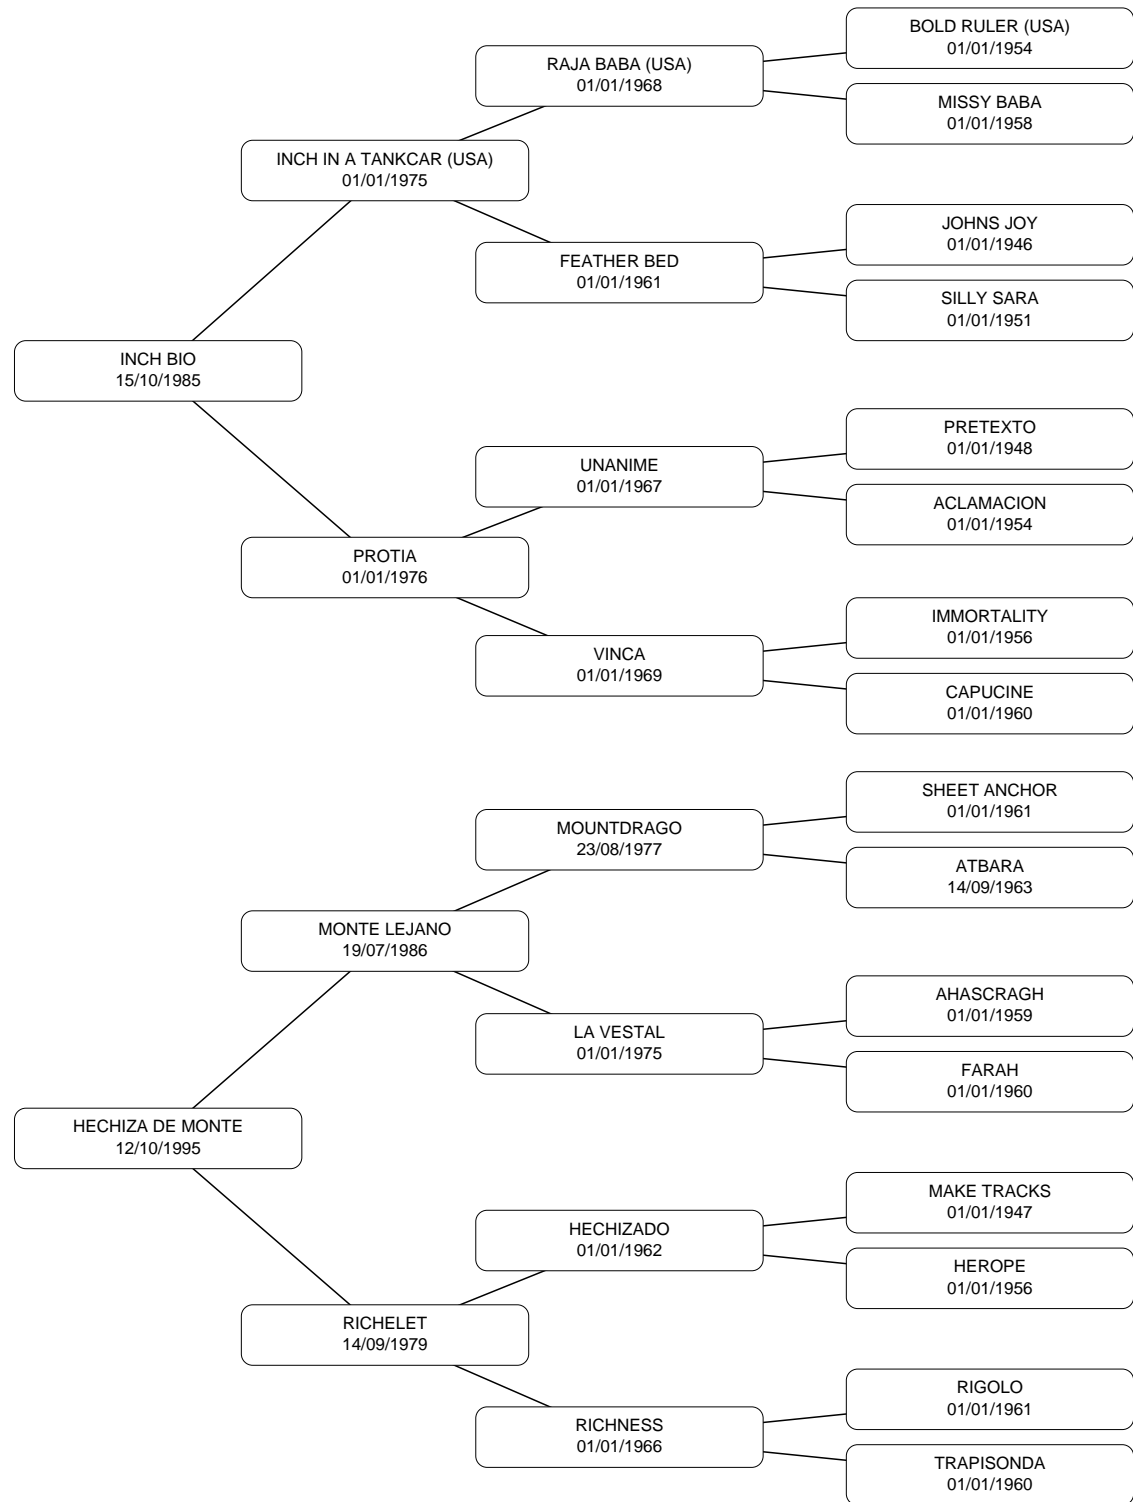 BOLD RULER (USA)
01/01/1954
RAJA BABA (USA)
01/01/1968
MISSY BABA
01/01/1958
INCH IN A TANKCAR (USA)
01/01/1975
JOHNS JOY
01/01/1946
FEATHER BED
01/01/1961
SILLY SARA
01/01/1951
INCH BIO
15/10/1985
PRETEXTO
01/01/1948
UNANIME
01/01/1967
ACLAMACION
01/01/1954
PROTIA
01/01/1976
IMMORTALITY
01/01/1956
VINCA
01/01/1969
CAPUCINE
01/01/1960
SHEET ANCHOR
01/01/1961
MOUNTDRAGO
23/08/1977
ATBARA
14/09/1963
MONTE LEJANO
19/07/1986
AHASCRAGH
01/01/1959
LA VESTAL
01/01/1975
FARAH
01/01/1960
HECHIZA DE MONTE
12/10/1995
MAKE TRACKS
01/01/1947
HECHIZADO
01/01/1962
HEROPE
01/01/1956
RICHELET
14/09/1979
RIGOLO
01/01/1961
RICHNESS
01/01/1966
TRAPISONDA
01/01/1960